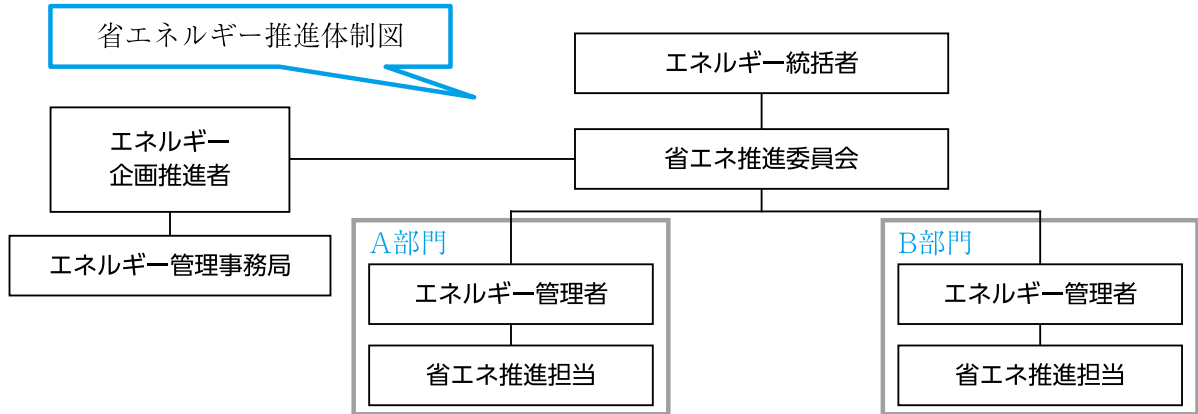 省エネルギー推進体制図
エネルギー統括者
エネルギー
企画推進者
省エネ推進委員会
エネルギー管理事務局
A部門
エネルギー管理者
省エネ推進担当
B部門
エネルギー管理者
省エネ推進担当